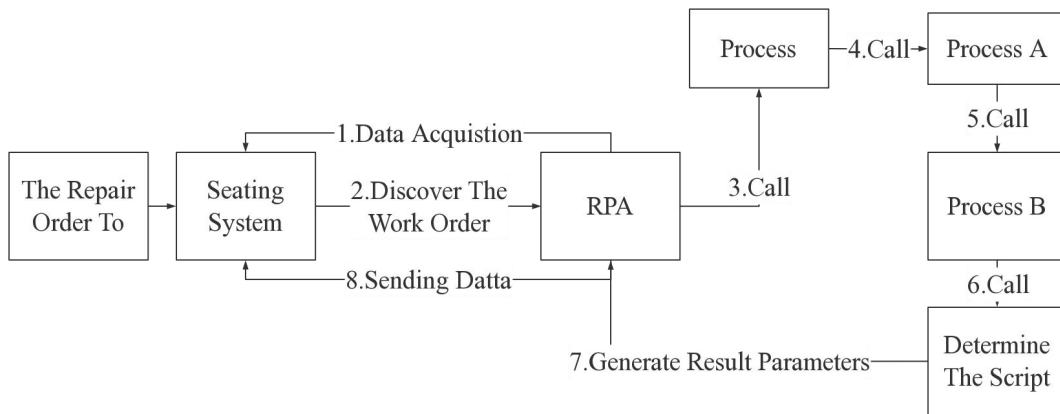 Process
4.Call
Process A
1.Data Acquistion
5.Call
The Repair
Order To
Seating
System
2.Discover The
Work Order
RPA
3.Call
Process B
8.Sending Datta
6.Call
7.Generate Result Parameters
Determine
The Script